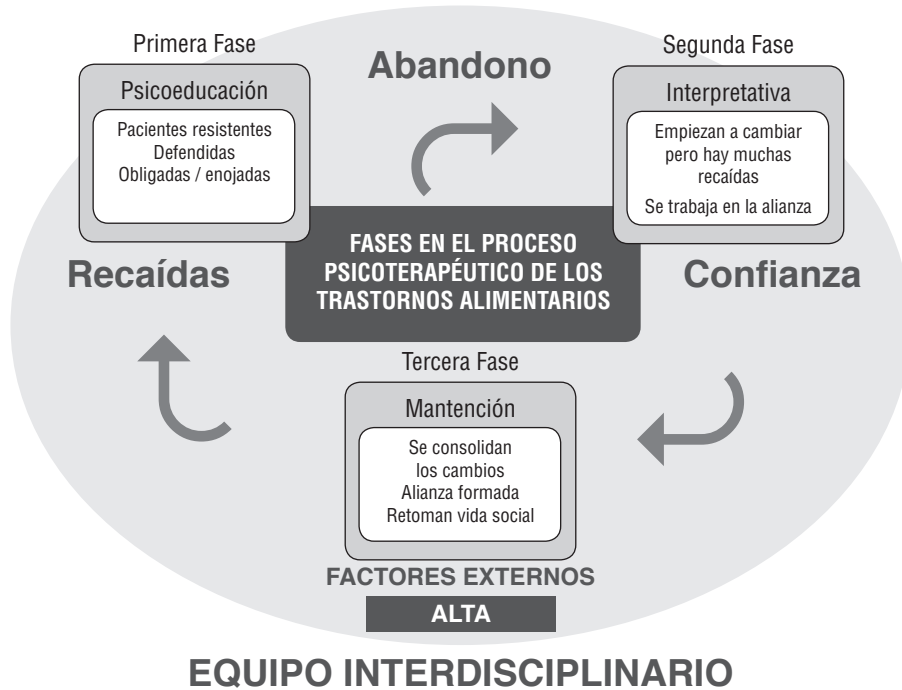 Primera Fase
Psicoeducación
Pacientes resistentes
Defendidas
Obligadas / enojadas
Abandono
Segunda Fase
Interpretativa
Empiezan a cambiar
pero hay muchas
recaídas
Se trabaja en la alianza
FASES EN EL PROCESO
PSICOTERAPÉUTICO DE LOS
TRASTORNOS ALIMENTARIOS
Recaídas
Confianza
Tercera Fase
Mantención
Se consolidan
los cambios
Alianza formada
Retoman vida social
FACTORES EXTERNOS
ALTA
EQUIPO INTERDISCIPLINARIO